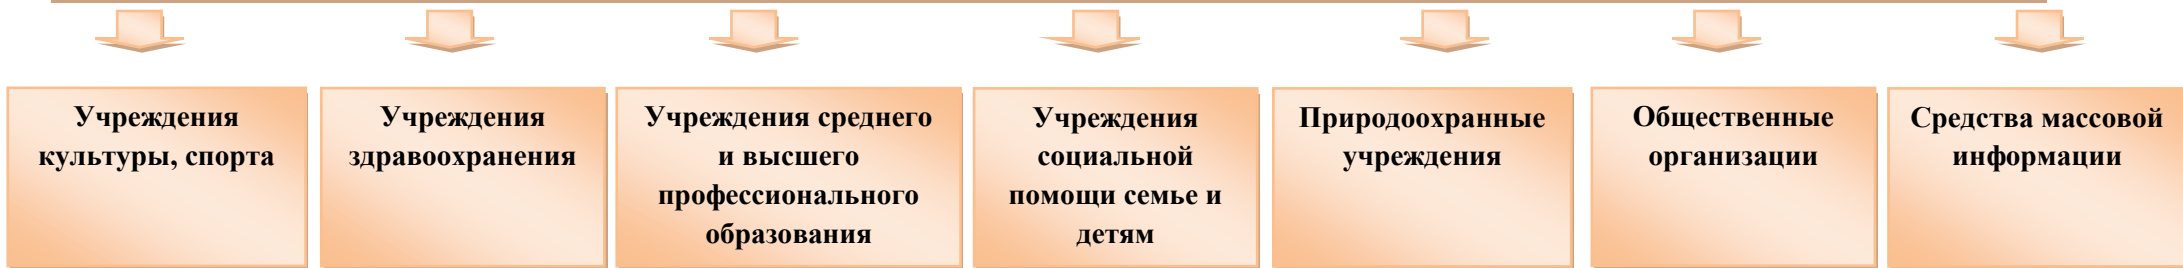 Учреждения
культуры, спорта
Учреждения
здравоохранения
Учреждения среднего
и высшего
профессионального
образования
Учреждения
социальной
помощи семье и
детям
Природоохранные
учреждения
Общественные
организации
Средства массовой
информации